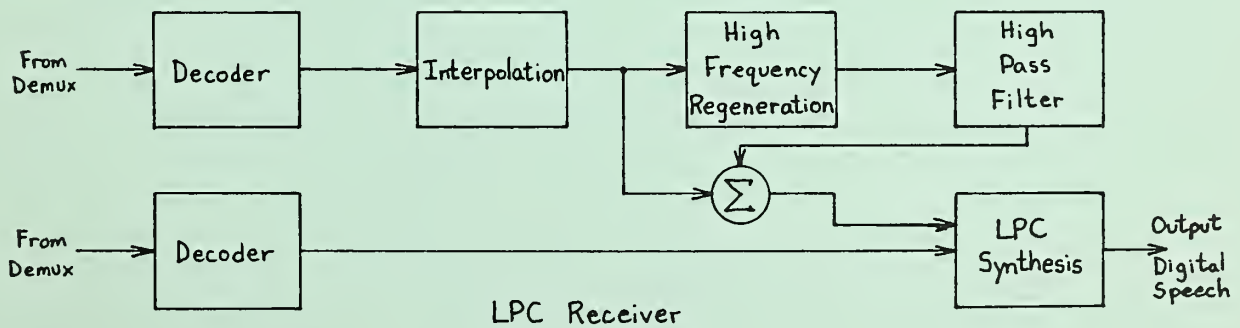 From
Demux
Decoder
Interpolation
High
Frequency
Regeneration
High
Pass
Filter
Σ
From
Demux
Decoder
LPC
Synthesis
Output
Digital
Speech
LPC Receiver